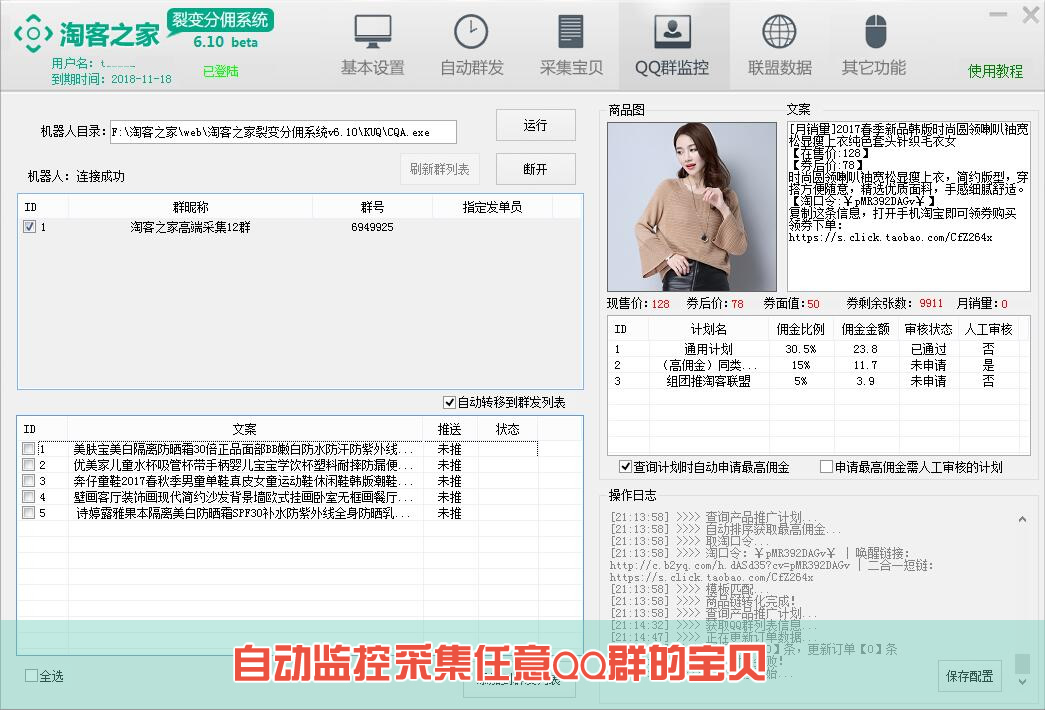 淘客之家
裂变分佣系统
6.10 beta
用户名: t_____
到期时间: 2018-11-18
已登陆
基本设置
自动群发
采集宝贝
QQ群监控
联盟数据
其它功能
使用教程
机器人目录: F:\淘客之家\web\淘客之家裂变分佣系统v6.10\KUQ\CQA.exe
运行
机器人: 连接成功
刷新群列表
断开
ID 群昵称 群号 指定发单员
1 淘客之家高端采集12群 6949925
自动转移到群发列表
ID 文案 推送 状态
1 美肤宝美白隔离防晒霜30倍正品面部BB嫩白防水防汗防紫外线... 未推
2 优美家儿童水杯吸管杯带手柄婴儿宝宝学饮杯塑料耐摔防漏便... 未推
3 奔仔童鞋2017春秋季男童单鞋真皮女童运动鞋休闲鞋韩版潮鞋... 未推
4 壁画客厅装饰画现代简约沙发背景墙欧式挂画卧室无框画餐厅... 未推
5 诗婷露雅果本隔离美白防晒霜SPF30补水防紫外线全身防晒乳... 未推
全选
商品图
文案
[月销量]2017春季新品韩版时尚圆领喇叭袖宽
松显瘦上衣纯色套头针织毛衣女
【在售价:128】
【券后价:78】
时尚圆领喇叭袖宽松显瘦上衣，简约版型，穿
搭方便随意，精选优质面料，手感细腻舒适。
【淘口令:￥pMR392DAGv￥】
复制这条信息，打开手机淘宝即可领券购买
领券下单:
https://s.click.taobao.com/CfZ264x
现售价:128 券后价:78 券面值:50 券剩余张数: 9911 月销量:0
ID 计划名 佣金比例 佣金金额 审核状态 人工审核
1 通用计划 30.5% 23.8 已通过 否
2 （高佣金）同类... 15% 11.7 未申请 是
3 组团推淘客联盟 5% 3.9 未申请 否
查询计划时自动申请最高佣金
申请最高佣金需人工审核的计划
操作日志
[21:13:58] >>>> 查询产品推广计划...
[21:13:58] >>>> 自动排序获取最高佣金...
[21:13:58] >>>> 取淘口令...
[21:13:58] >>>> 淘口令: ￥pMR392DAGv￥ | 唤醒链接:
http://c.b2yq.com/h.dASd35?cv=pMR392DAGv | 二合一短链:
https://s.click.taobao.com/CfZ264x
[21:13:58] >>>> 模板匹配...
[21:13:58] >>>> 商品链转化完成!
[21:13:58] >>>> 查询产品推广计划...
[21:14:32] >>>> 获取QQ群列表信息...
[21:14:47] >>>> 正在更新订单数据...
】条，更新订单【0】条
保存配置
自动监控采集任意QQ群的宝贝